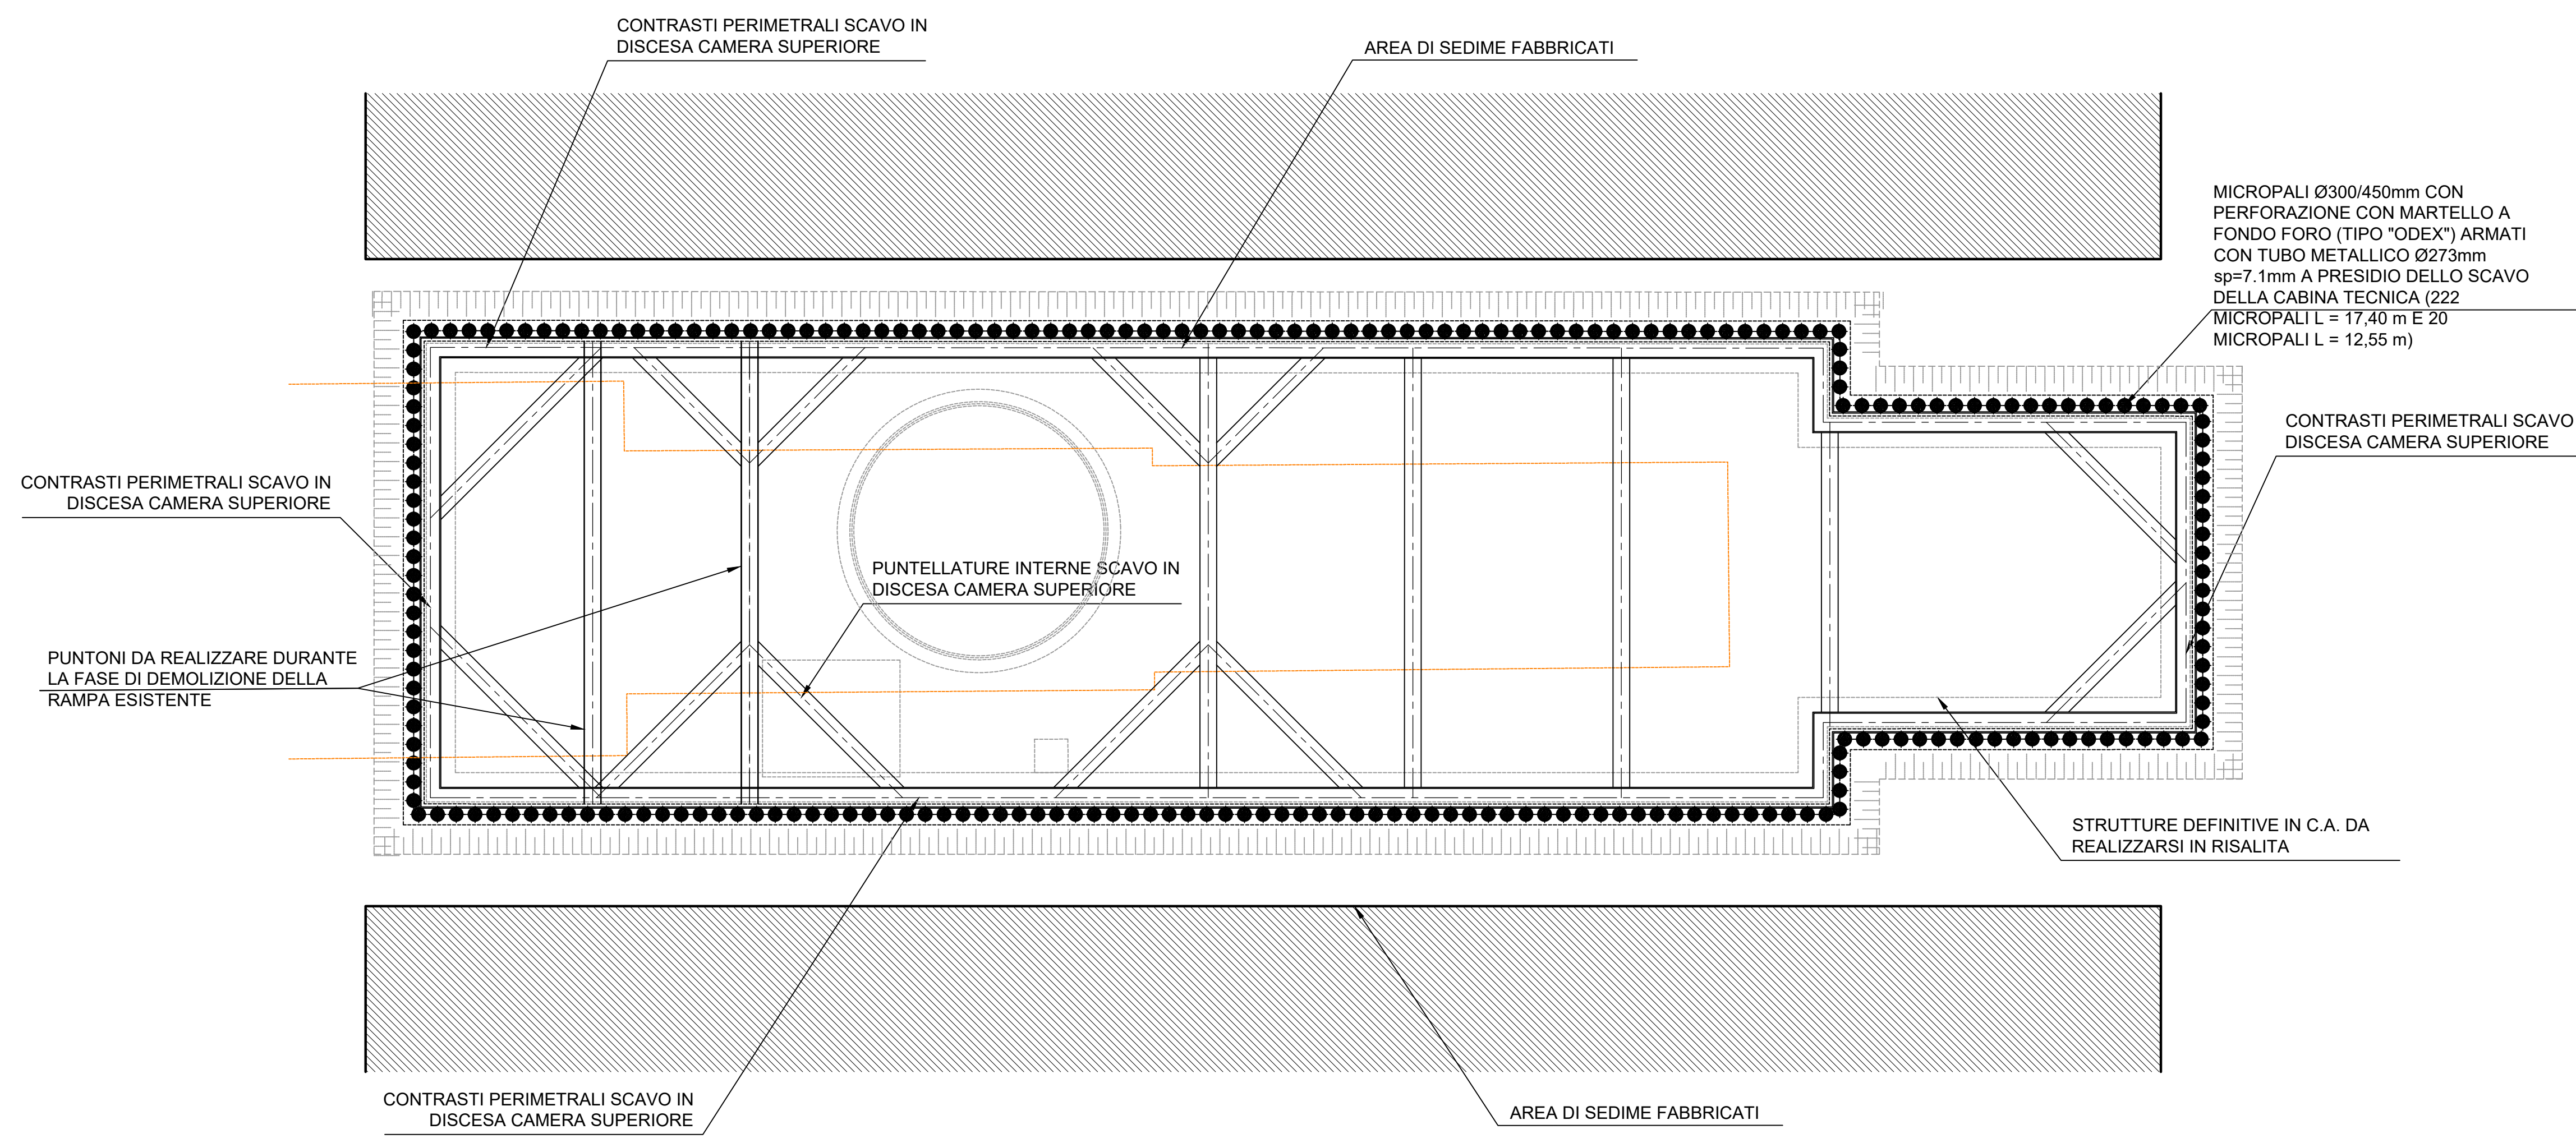 CONTRASTI PERIMETRALI SCAVO IN
DISCESA CAMERA SUPERIORE
AREA DI SEDIME FABBRICATI
MICROPALI Ø300/450mm CON
PERFORAZIONE CON MARTELLO A
FONDO FORO (TIPO "ODEX") ARMATI
CON TUBO METALLICO Ø273mm
sp=7.1mm A PRESIDIO DELLO SCAVO
DELLA CABINA TECNICA (222
MICROPALI L = 17,40 m E 20
MICROPALI L = 12,55 m)
CONTRASTI PERIMETRALI SCAVO
DISCESA CAMERA SUPERIORE
CONTRASTI PERIMETRALI SCAVO IN
DISCESA CAMERA SUPERIORE
PUNTELLATURE INTERNE SCAVO IN
DISCESA CAMERA SUPERIORE
PUNTONI DA REALIZZARE DURANTE
LA FASE DI DEMOLIZIONE DELLA
RAMPA ESISTENTE
STRUTTURE DEFINITIVE IN C.A. DA
REALIZZARSI IN RISALITA
CONTRASTI PERIMETRALI SCAVO IN
DISCESA CAMERA SUPERIORE
AREA DI SEDIME FABBRICATI